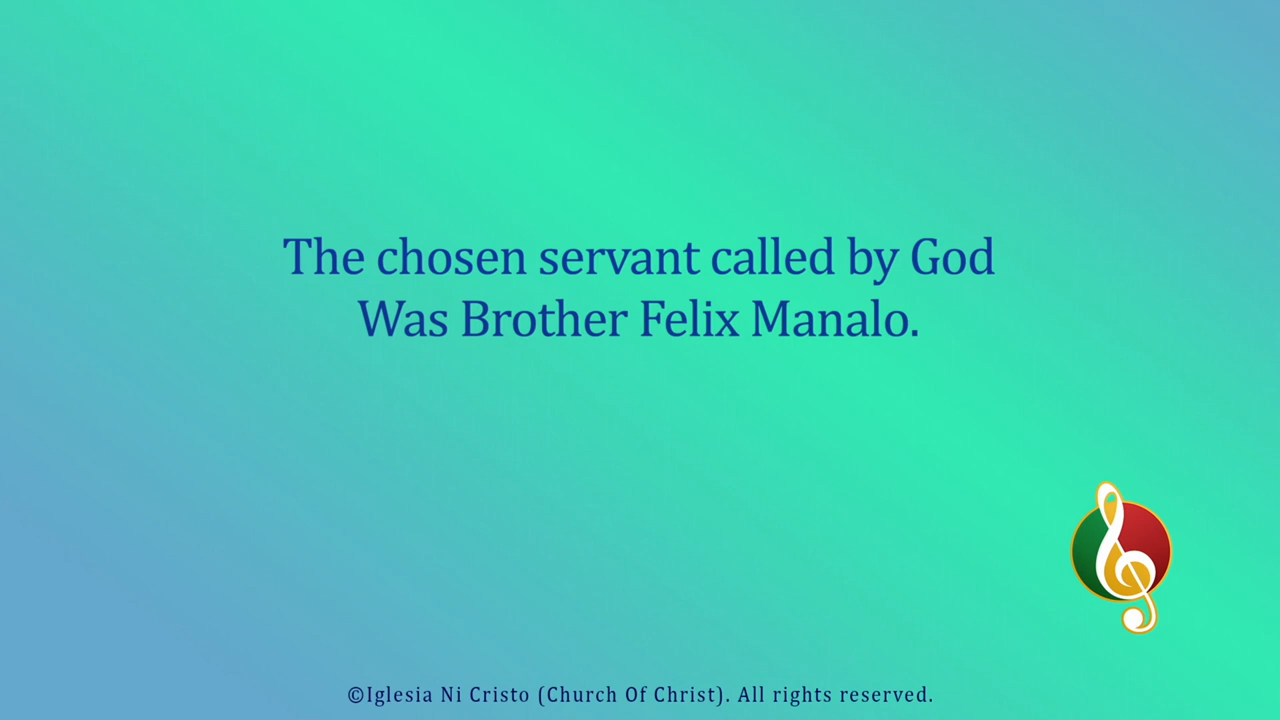 The chosen servant called by God
Was Brother Felix Manalo.
©Iglesia Ni Cristo (Church Of Christ). All rights reserved.